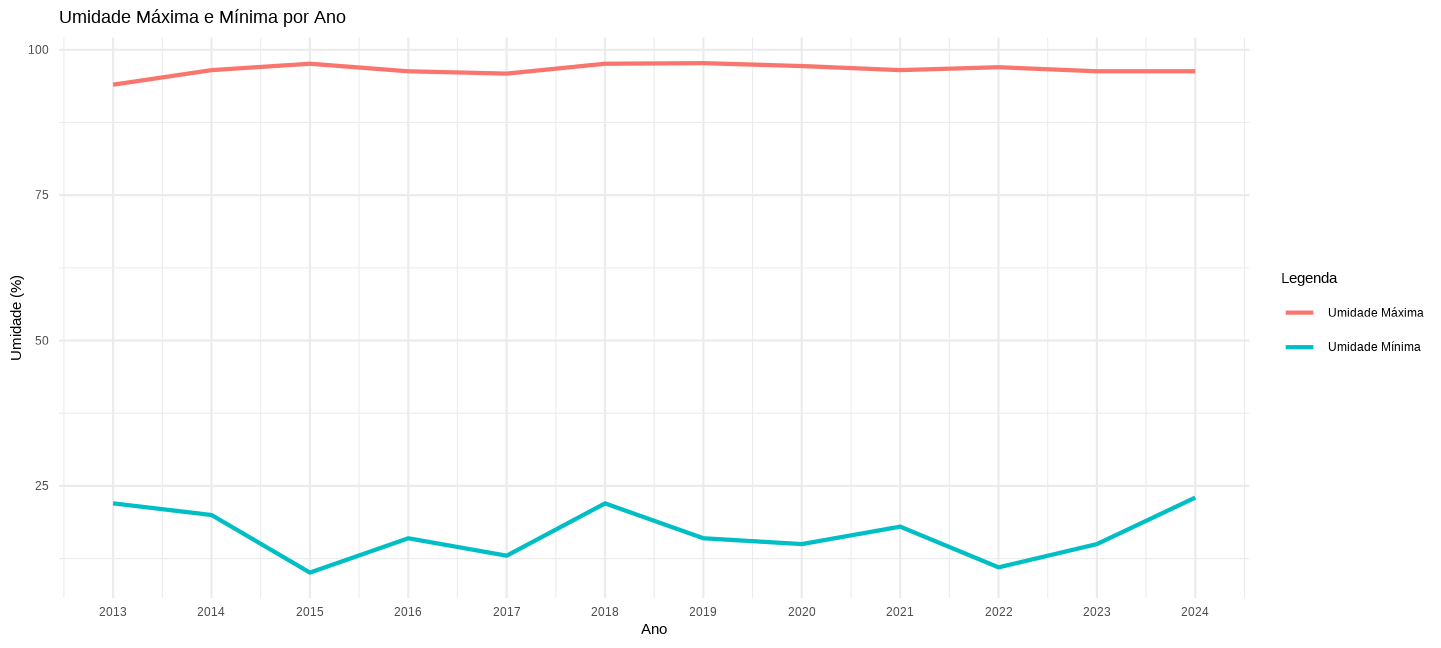 Umidade Máxima e Mínima por Ano
100
75
50
25
Umidade (%)
2013 2014 2015 2016 2017 2018 2019 2020 2021 2022 2023 2024
Ano
Legenda
Umidade Máxima
Umidade Mínima